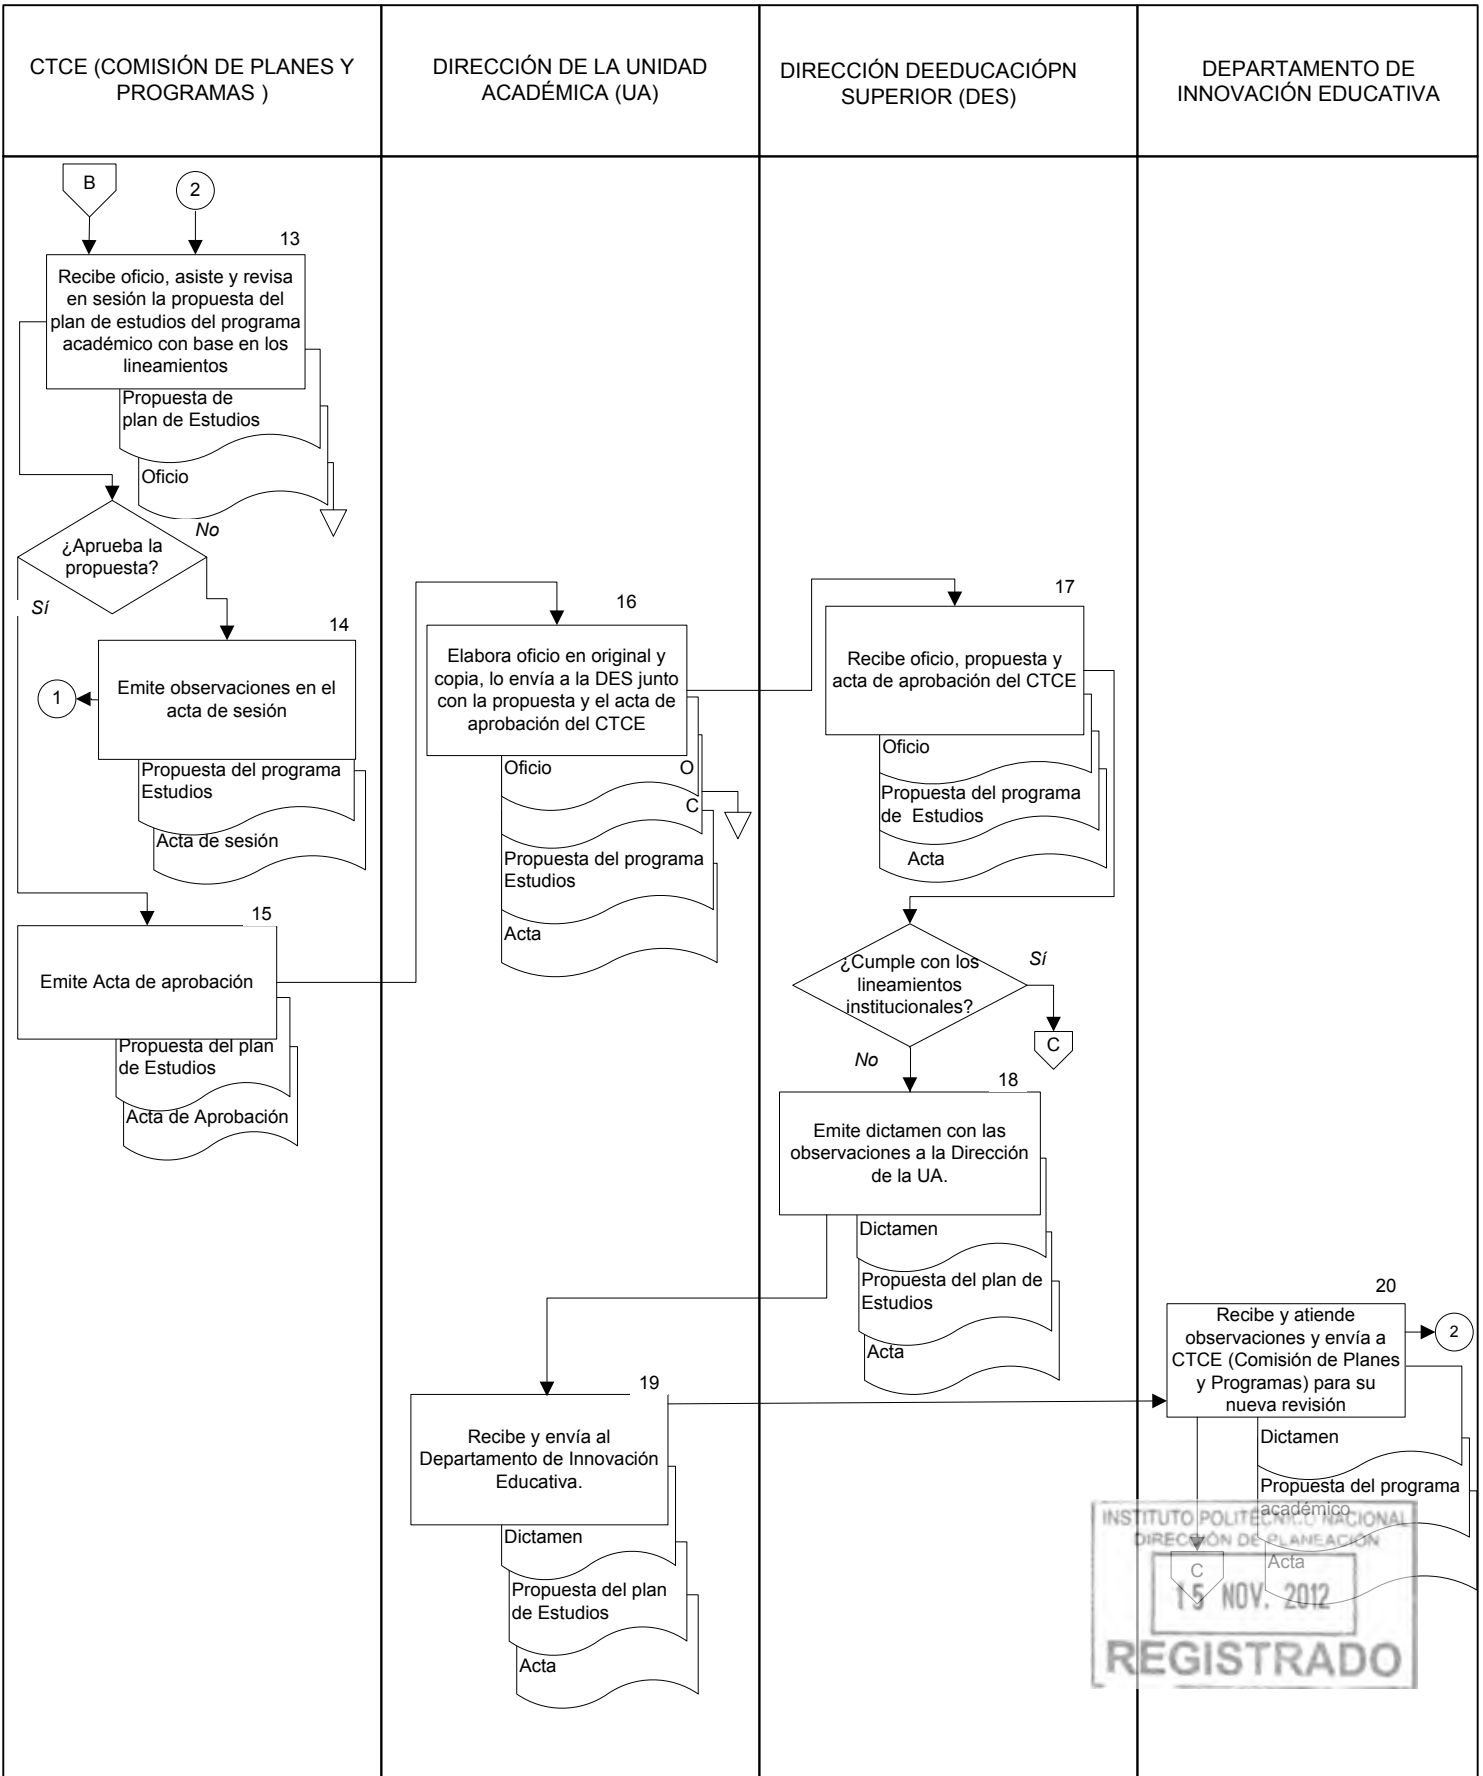 CTCE (COMISIÓN DE PLANES Y
PROGRAMAS )
DIRECCIÓN DE LA UNIDAD
ACADÉMICA (UA)
DIRECCIÓN DEEDUCACIÓPN
SUPERIOR (DES)
DEPARTAMENTO DE
INNOVACIÓN EDUCATIVA
B
2
13
Recibe oficio, asiste y revisa
en sesión la propuesta del
plan de estudios del programa
académico con base en los
lineamientos
Propuesta de
plan de Estudios
Oficio
¿Aprueba la
propuesta?
No
Sí
14
Emite observaciones en el
acta de sesión
1
Propuesta del programa
Estudios
Acta de sesión
15
Emite Acta de aprobación
Propuesta del plan
de Estudios
Acta de Aprobación
16
Elabora oficio en original y
copia, lo envía a la DES junto
con la propuesta y el acta de
aprobación del CTCE
Oficio
O
C
Propuesta del programa
Estudios
Acta
17
Recibe oficio, propuesta y
acta de aprobación del CTCE
Oficio
Propuesta del programa
de Estudios
Acta
¿Cumple con los
lineamientos
institucionales?
Sí
C
No
18
Emite dictamen con las
observaciones a la Dirección
de la UA.
Dictamen
Propuesta del plan de
Estudios
Acta
19
Recibe y envía al
Departamento de Innovación
Educativa.
Dictamen
Propuesta del plan
de Estudios
Acta
20
Recibe y atiende
observaciones y envía a
CTCE (Comisión de Planes
y Programas) para su
nueva revisión
2
Dictamen
Propuesta del programa
académico
Acta
C
INSTITUTO POLITÉCNICO NACIONAL
DIRECCIÓN DE PLANEACIÓN
15 NOV. 2012
REGISTRADO